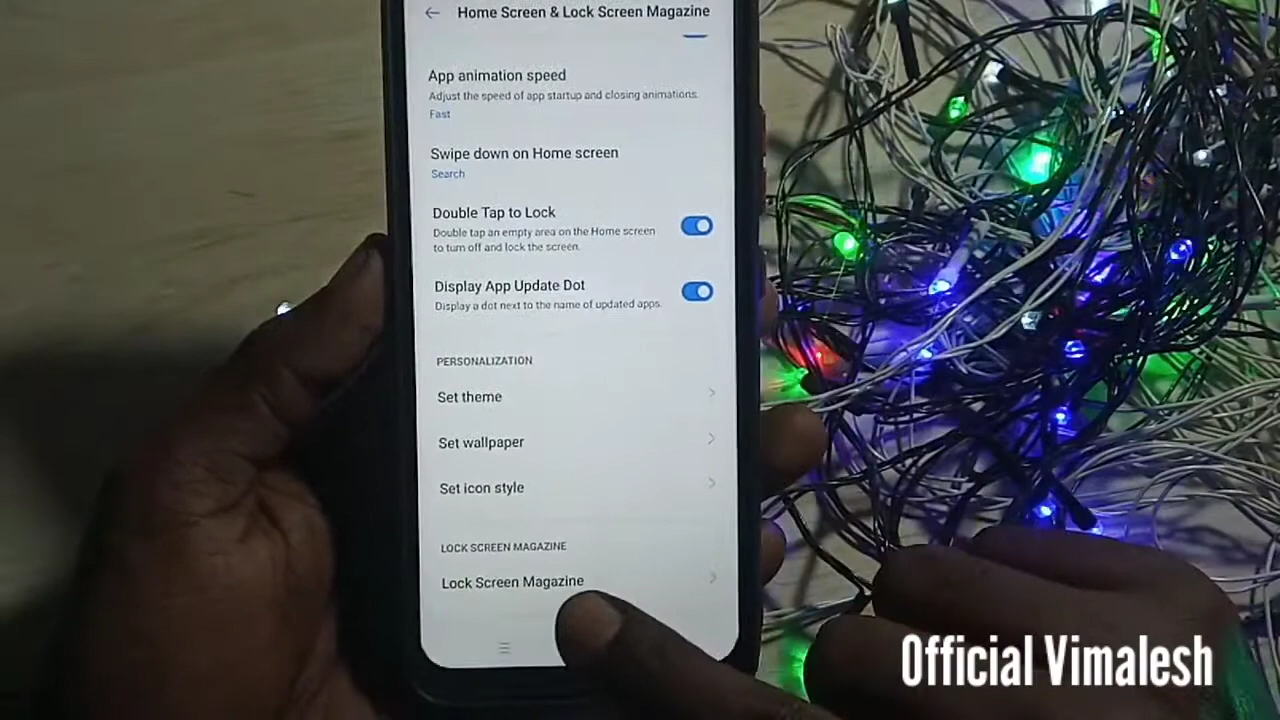 Home Screen & Lock Screen Magazine
App animation speed
Adjust the speed of app startup and closing animations.
Fast
Swipe down on Home screen
Search
Double Tap to Lock
Double tap an empty area on the Home screen
to turn off and lock the screen.
Display App Update Dot
Display a dot next to the name of updated apps.
PERSONALIZATION
Set theme
Set wallpaper
Set icon style
LOCK SCREEN MAGAZINE
Lock Screen Magazine
Official Vimalesh